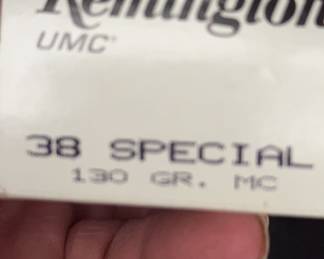 Remington
UMC®
38 SPECIAL
130 GR. MC